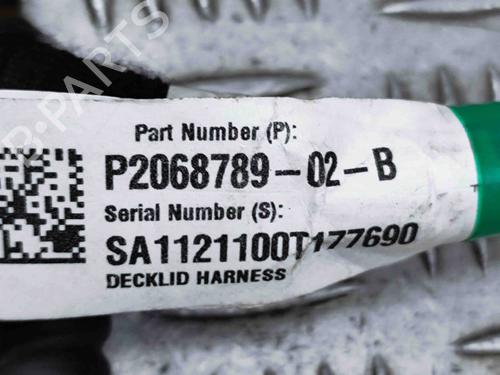 Part Number (P):
P2068789-02-B
Serial Number (S):
SA1121100T177690
DECKLID HARNESS